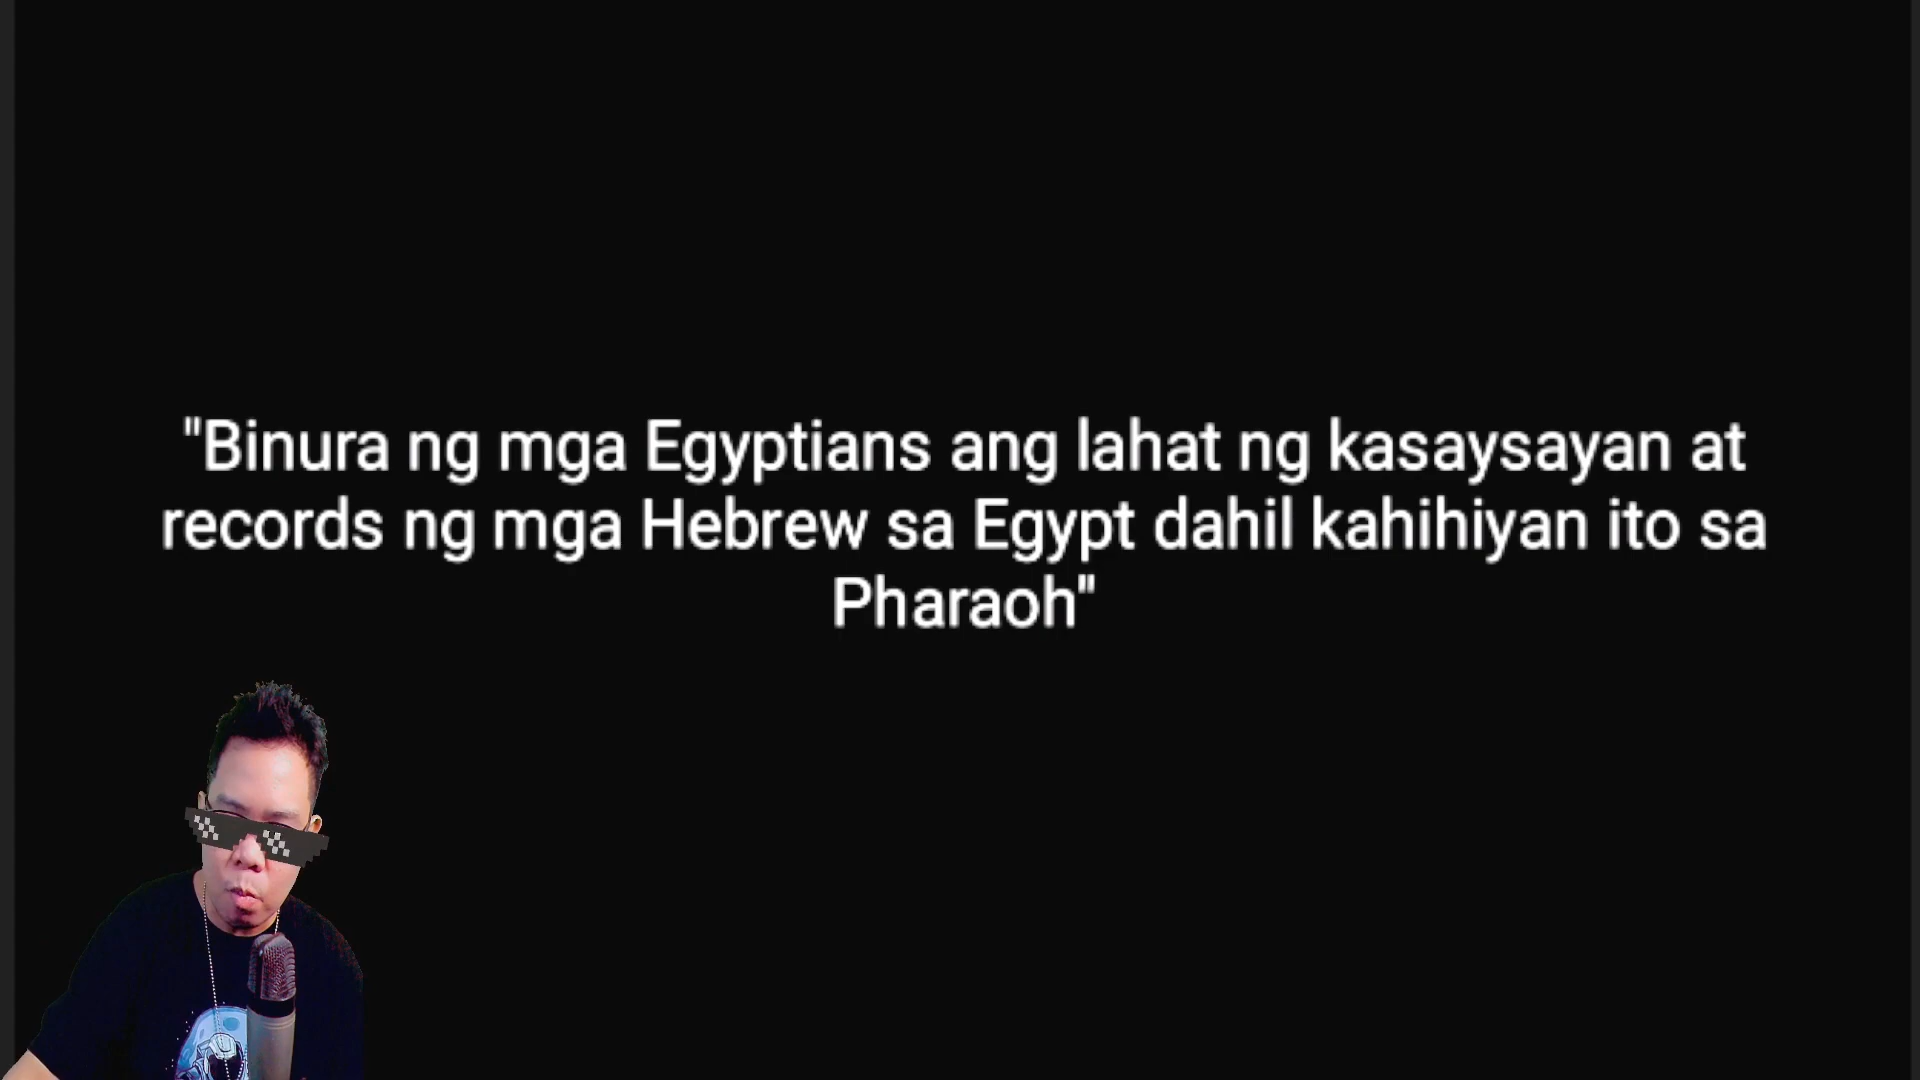 "Binura ng mga Egyptians ang lahat ng kasaysayan at
records ng mga Hebrew sa Egypt dahil kahihiyan ito sa
Pharaoh"